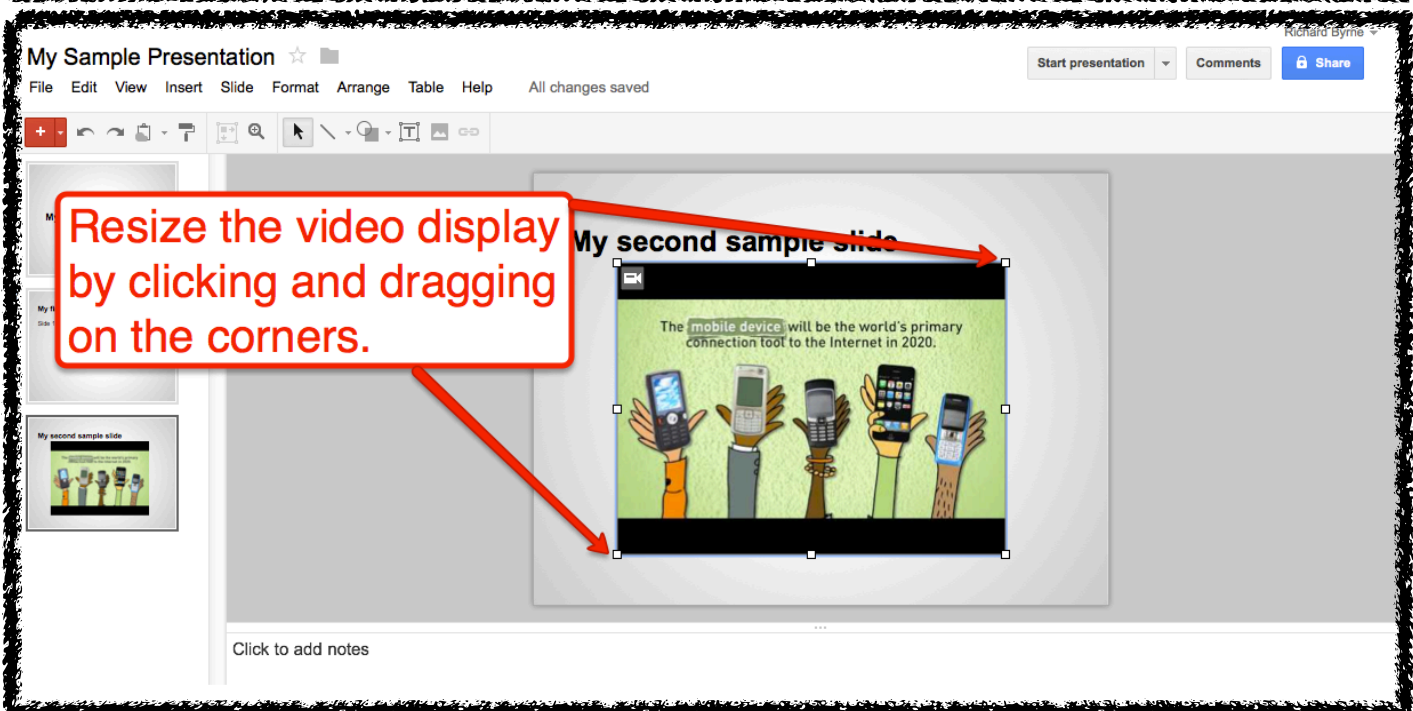 Richard Byrne
My Sample Presentation
Start presentation
Comments
Share
File Edit View Insert Slide Format Arrange Table Help All changes saved
Resize the video display
by clicking and dragging
on the corners.
My second sample slide
The mobile device will be the world's primary
connection tool to the Internet in 2020.
My second sample slide
Click to add notes